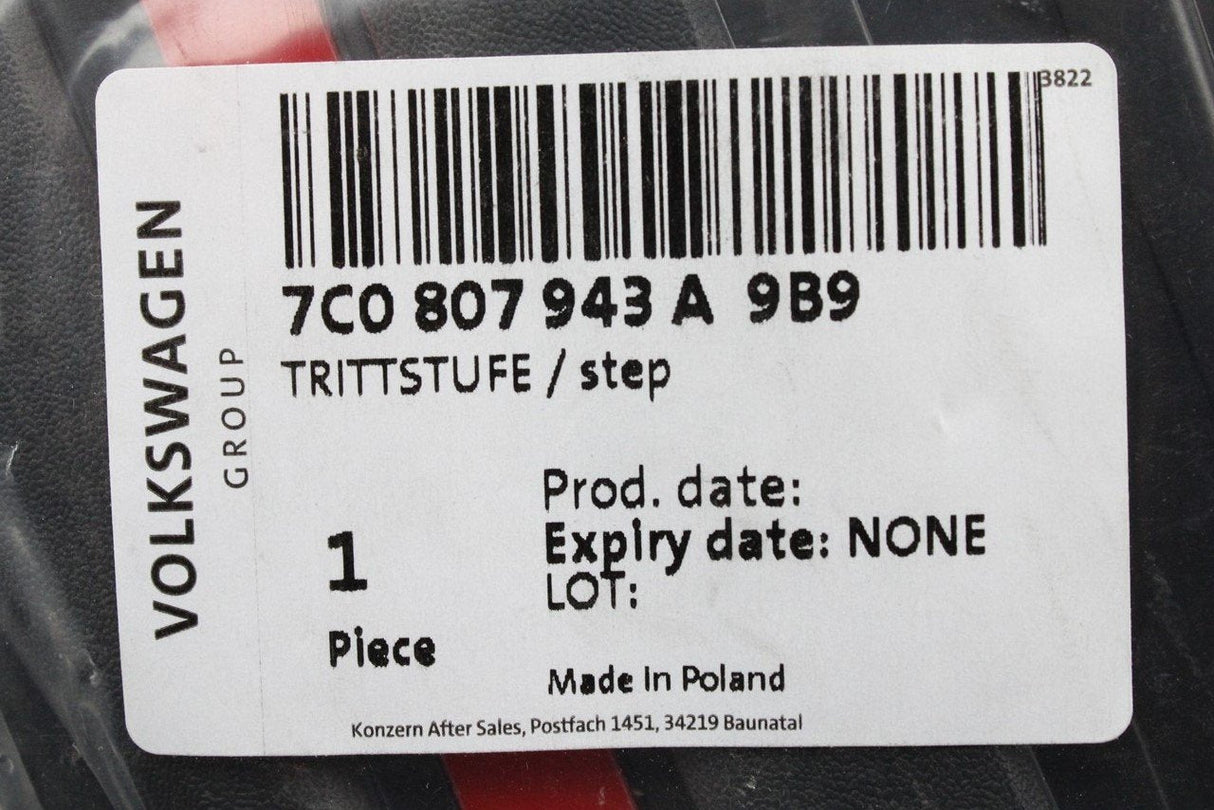 VOLKSWAGEN
GROUP
3822
7C0 807 943 A 9B9
TRITTSTUFE / step
Prod. date:
Expiry date: NONE
LOT:
1
Piece
Made In Poland
Konzern After Sales, Postfach 1451, 34219 Baunatal